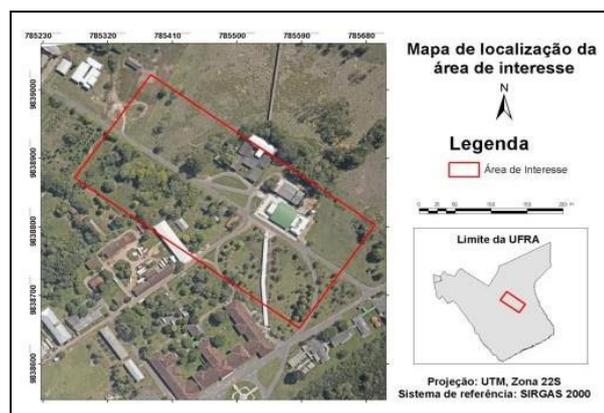 785230 785320 785410 785500 785590 785680
9839000
9838900
9838800
9838700
9838600
Mapa de localização da
área de interesse
N
Legenda
Área de Interesse
Limite da UFRA
Projeção: UTM, Zona 22S
Sistema de referência: SIRGAS 2000